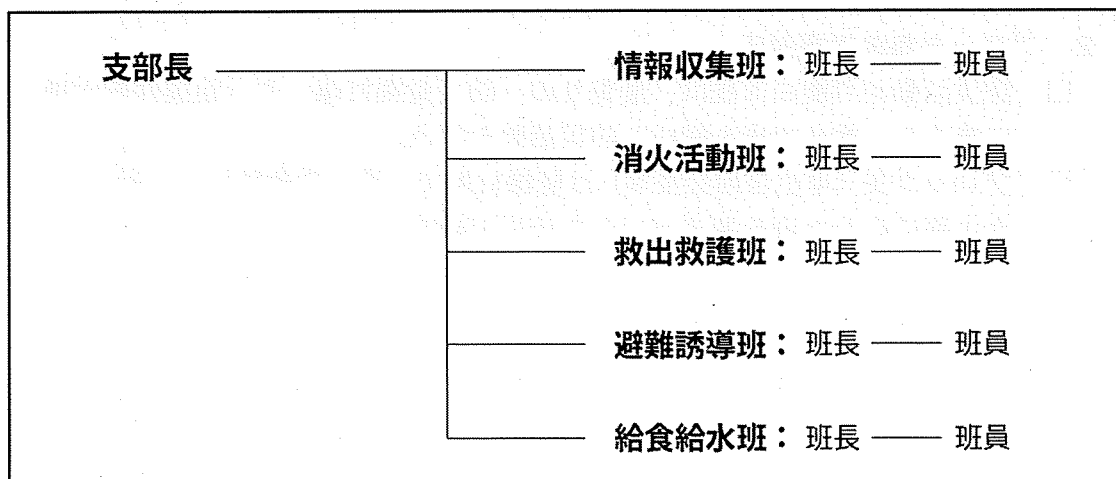 支部長 情報収集班：班長 班員
消火活動班：班長 班員
救出救護班：班長 班員
避難誘導班：班長 班員
給食給水班：班長 班員